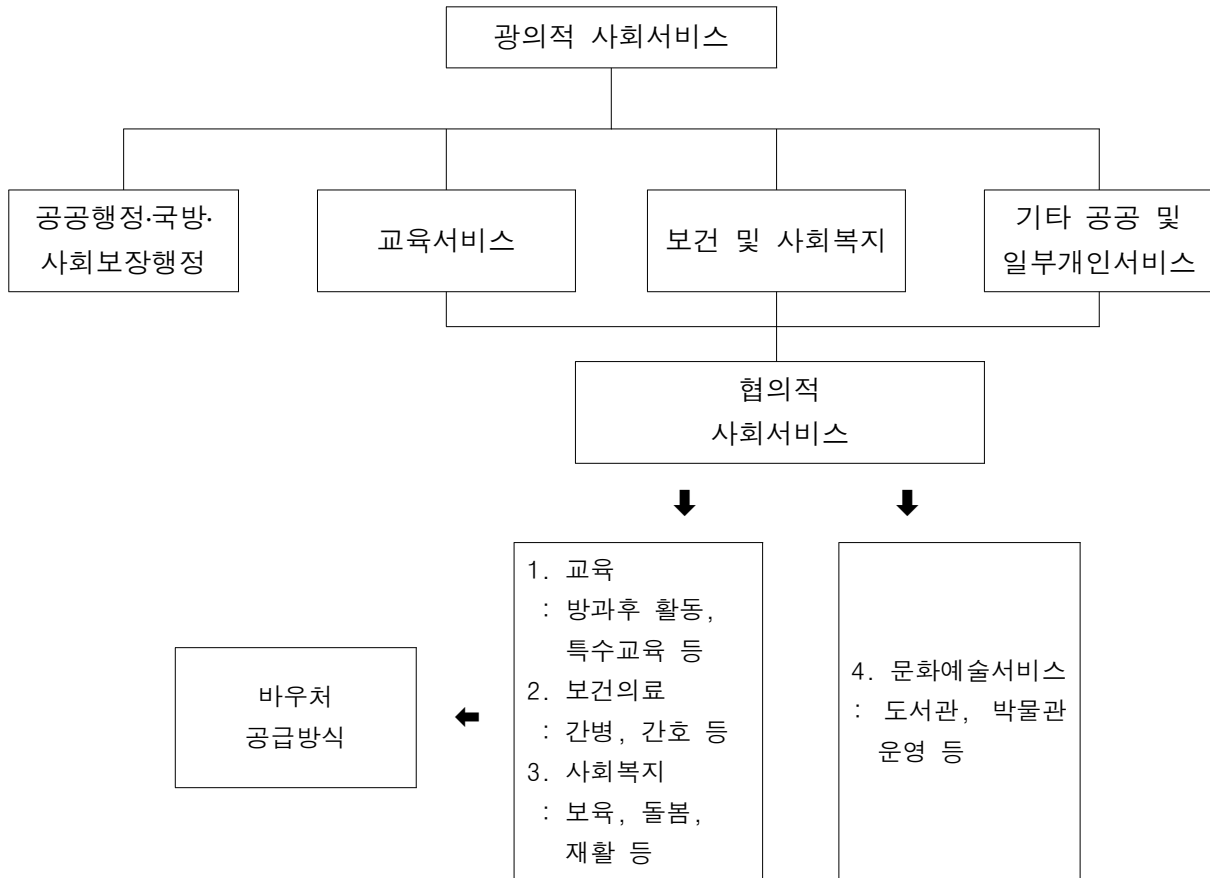 광의적 사회서비스
공공행정·국방·
사회보장행정
교육서비스
보건 및 사회복지
기타 공공 및
일부개인서비스
협의적
사회서비스
바우처
공급방식
1. 교육
: 방과후 활동,
특수교육 등
2. 보건의료
: 간병, 간호 등
3. 사회복지
: 보육, 돌봄,
재활 등
4. 문화예술서비스
: 도서관, 박물관
운영 등